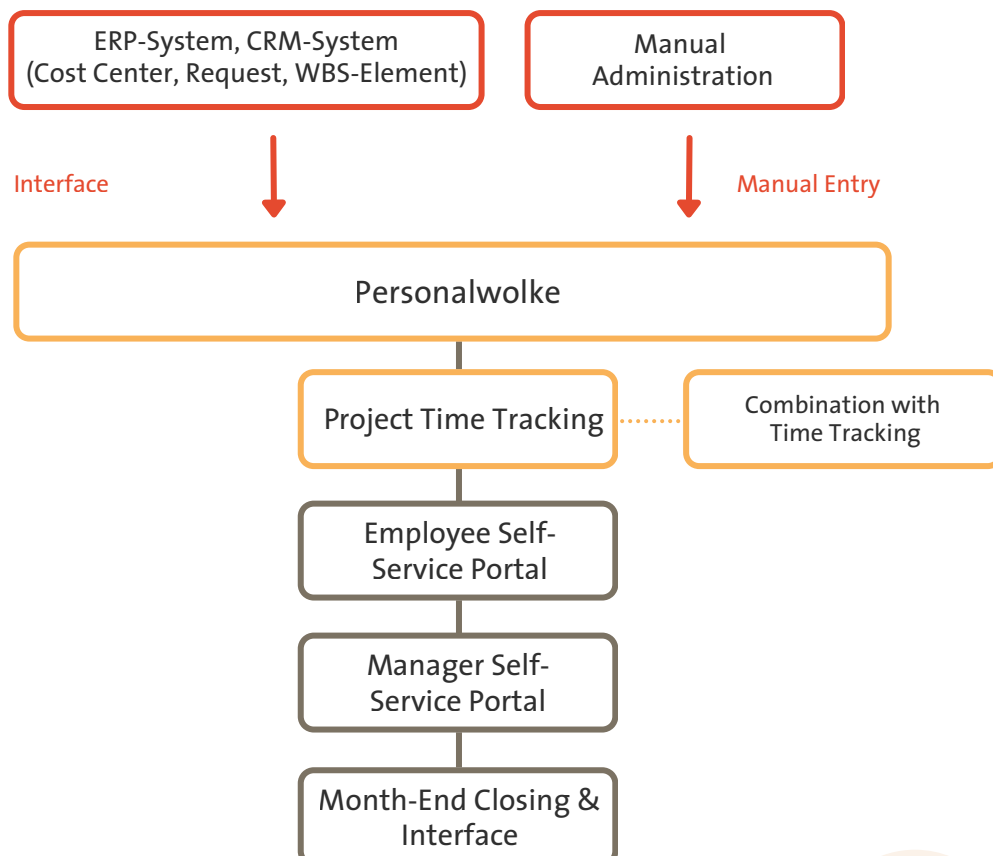 ERP-System, CRM-System
(Cost Center, Request, WBS-Element)
Manual
Administration
Interface
Manual Entry
Personalwolke
Project Time Tracking
Combination with
Time Tracking
Employee Self-
Service Portal
Manager Self-
Service Portal
Month-End Closing &
Interface